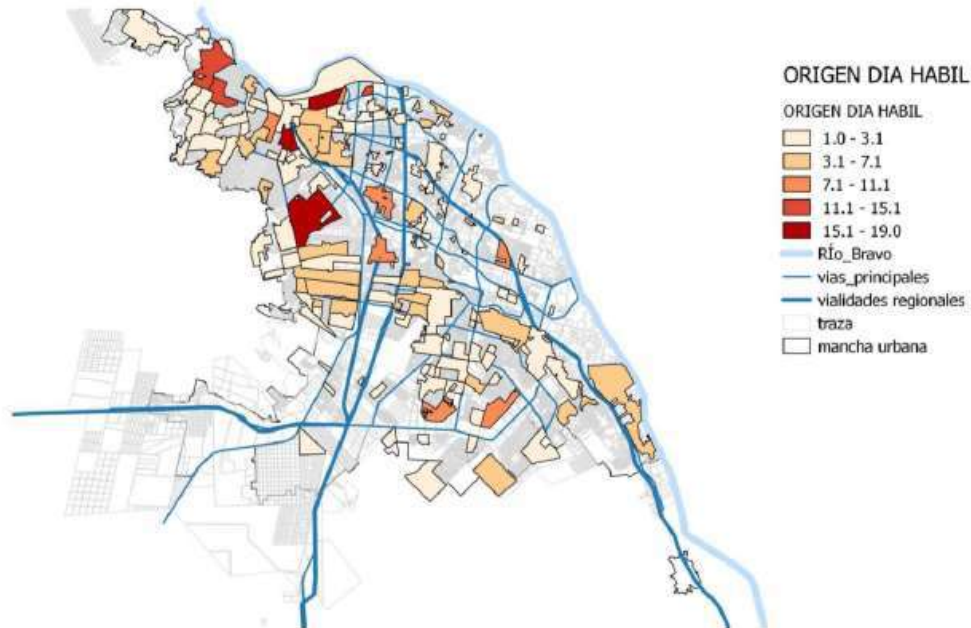 ORIGEN DIA HABIL
ORIGEN DIA HABIL
1.0 - 3.1
3.1 - 7.1
7.1 - 11.1
11.1 - 15.1
15.1 - 19.0
RÍo_Bravo
vias_principales
vialidades regionales
traza
mancha urbana